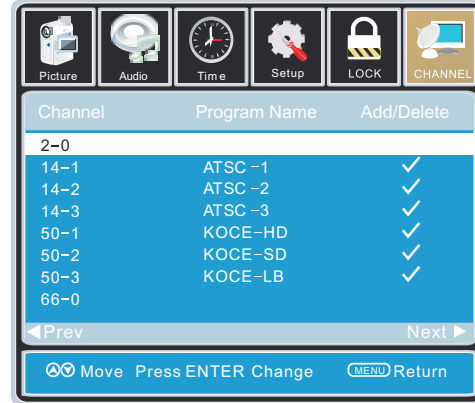 Picture Audio Time Setup LOCK CHANNEL
Channel Program Name Add/Delete
2-0
14-1 ATSC-1
14-2 ATSC-2
14-3 ATSC-3
50-1 KOCE-HD
50-2 KOCE-SD
50-3 KOCE-LB
66-0
Prev Next
Move Press ENTER Change MENU Return